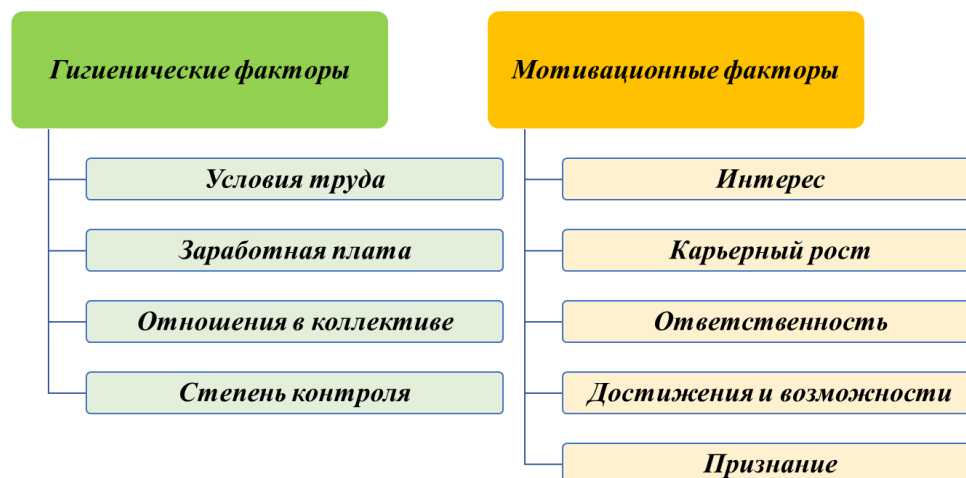 Гигиенические факторы
Условия труда
Заработная плата
Отношения в коллективе
Степень контроля
Мотивационные факторы
Интерес
Карьерный рост
Ответственность
Достижения и возможности
Признание